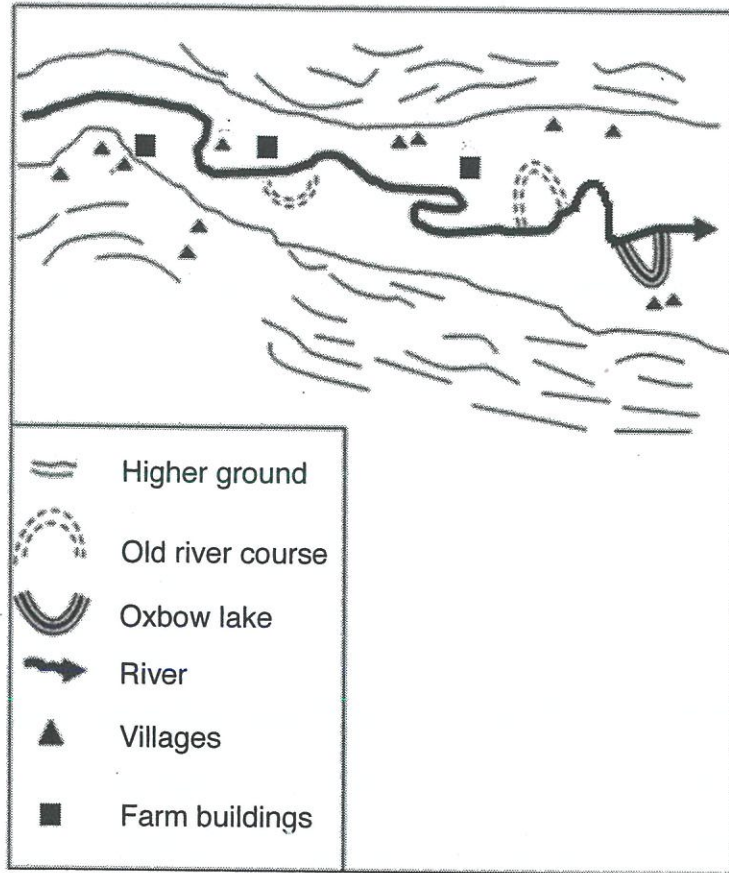 Higher ground
Old river course
Oxbow lake
River
Villages
Farm buildings